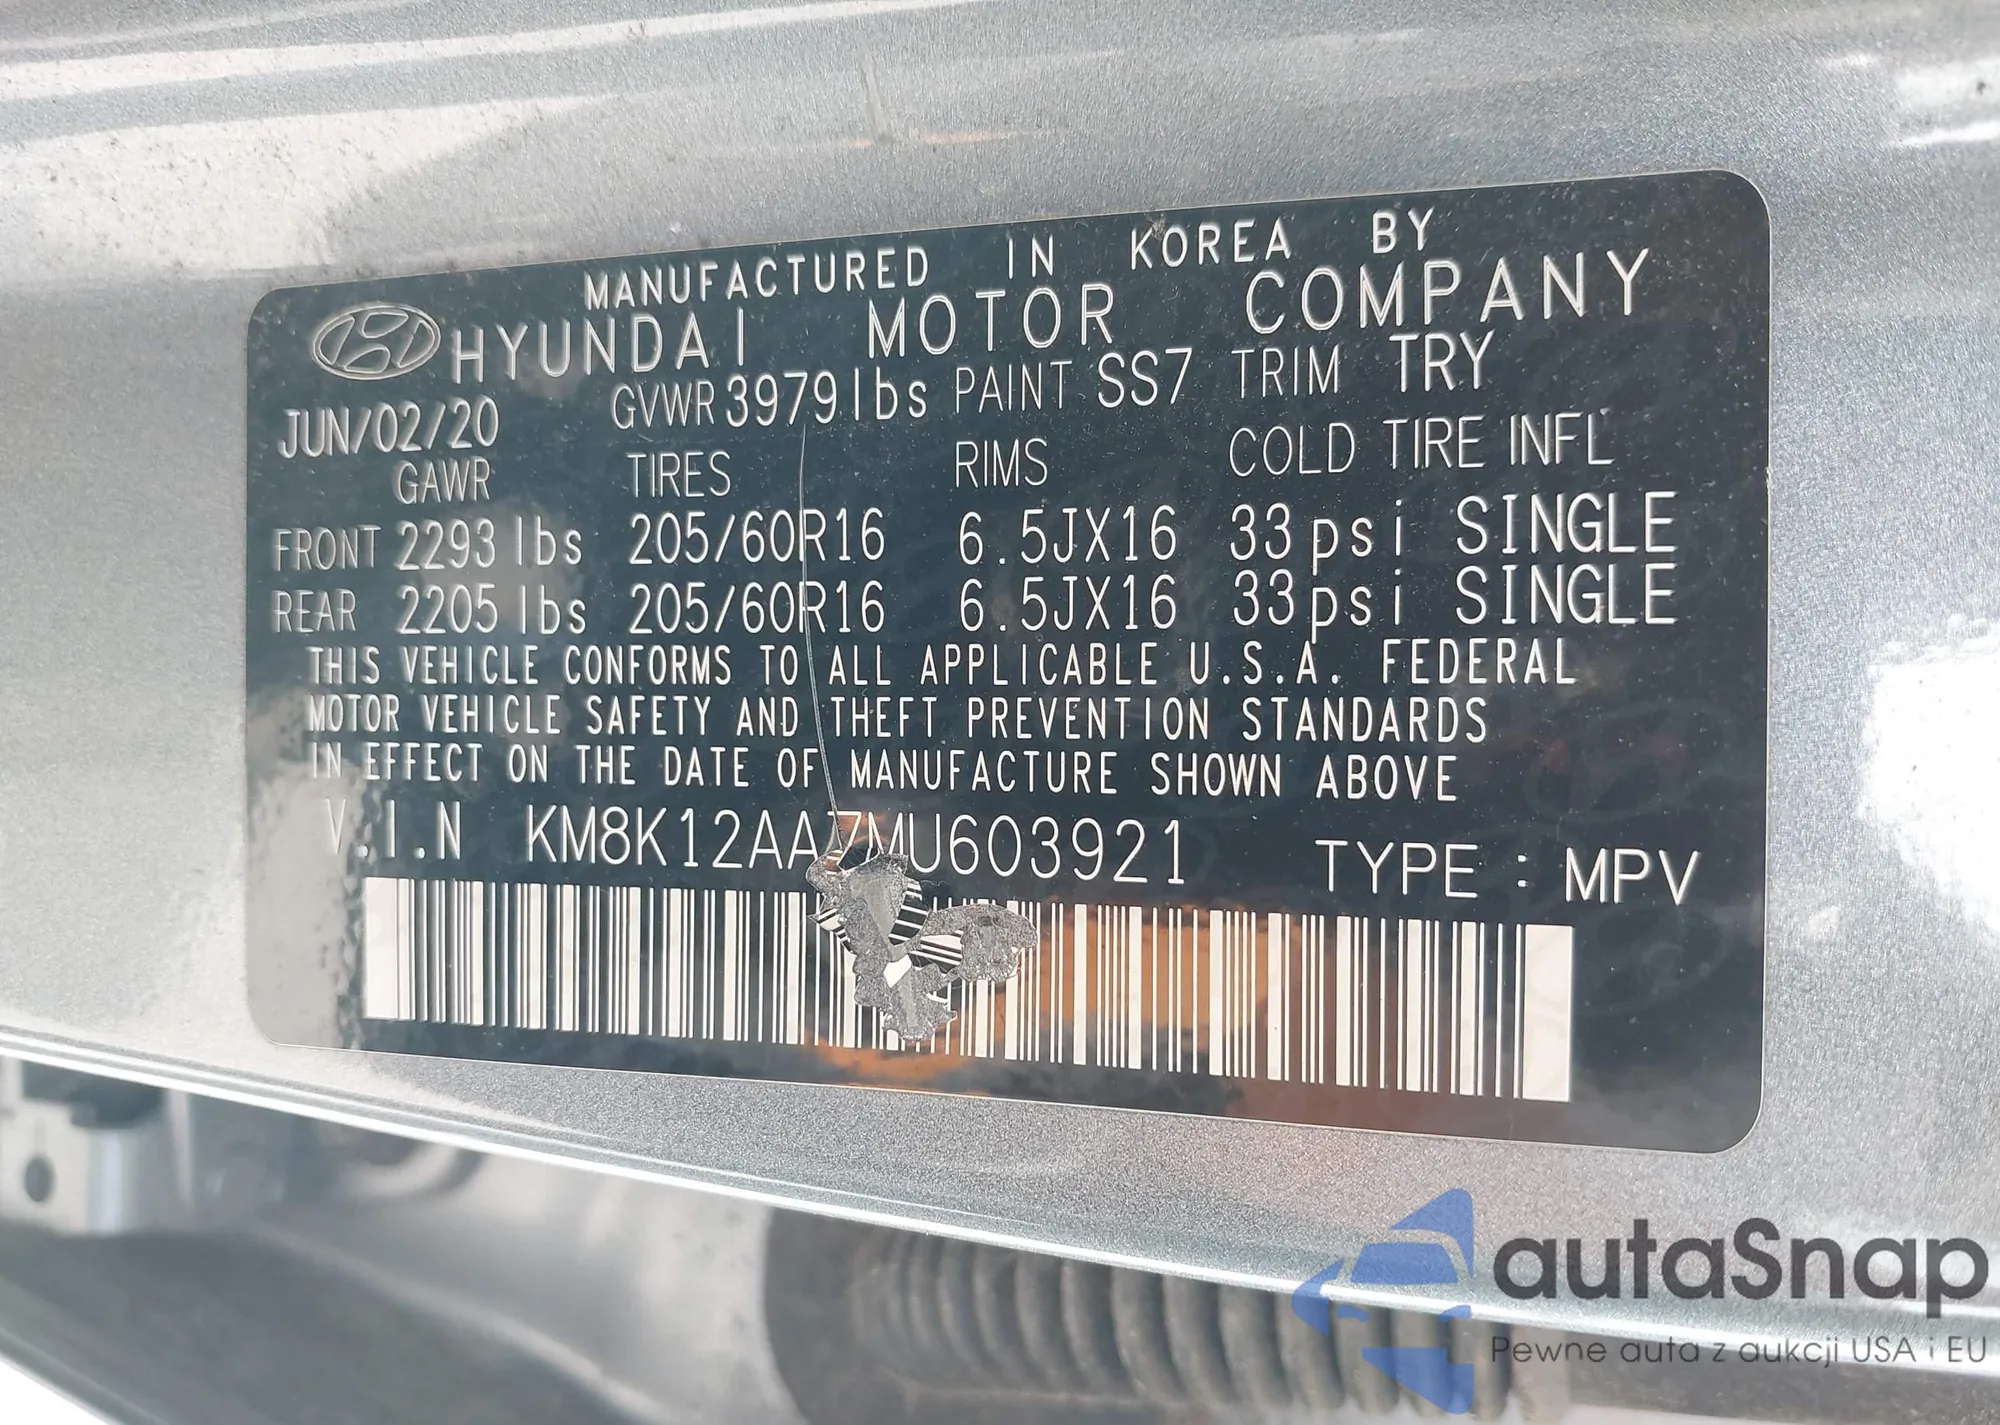 MANUFACTURED IN KOREA BY
HYUNDAI MOTOR COMPANY
JUN/02/20 GVWR 3979lbs PAINT SS7 TRIM TRY
GAWR TIRES RIMS COLD TIRE INFL
FRONT 2293 lbs 205/60R16 6.5JX16 33psi SINGLE
REAR 2205 lbs 205/60R16 6.5JX16 33psi SINGLE
THIS VEHICLE CONFORMS TO ALL APPLICABLE U.S.A. FEDERAL
MOTOR VEHICLE SAFETY AND THEFT PREVENTION STANDARDS
IN EFFECT ON THE DATE OF MANUFACTURE SHOWN ABOVE
V.I.N KM8K12AA7MU603921 TYPE : MPV
autaSnap
Pewne auta z aukcji USA i EU